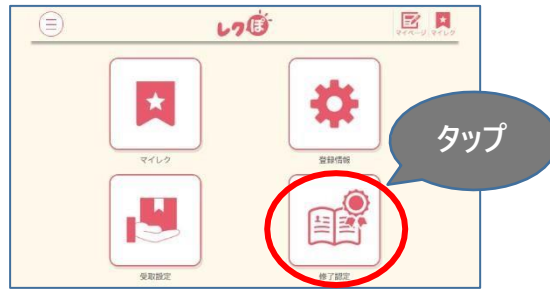 レクぽ
マイページ マイレク
タップ
マイレク
登録情報
受取設定
修了認定